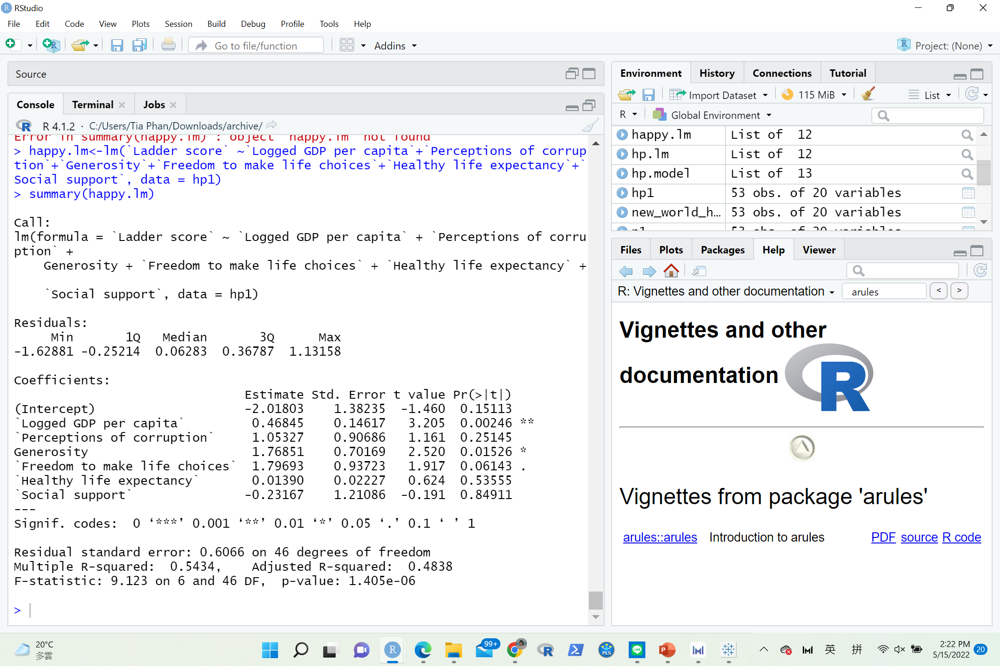 RStudio
File Edit Code View Plots Session Build Debug Profile Tools Help
Go to file/function Addins Project: (None)
Source
Console Terminal Jobs
R 4.1.2 · C:/Users/Tia Phan/Downloads/archive/
Error in summary(happy.lm) : object 'happy.lm' not found
> happy.lm<-lm(`Ladder score` ~`Logged GDP per capita`+`Perceptions of corrup
tion`+`Generosity`+`Freedom to make life choices`+`Healthy life expectancy`+`
Social support`, data = hp1)
> summary(happy.lm)
Call:
lm(formula = `Ladder score` ~ `Logged GDP per capita` + `Perceptions of corru
ption` +
Generosity + `Freedom to make life choices` + `Healthy life expectancy` +
`Social support`, data = hp1)
Residuals:
Min 1Q Median 3Q Max
-1.62881 -0.25214 0.06283 0.36787 1.13158
Coefficients:
Estimate Std. Error t value Pr(>|t|)
(Intercept) -2.01803 1.38235 -1.460 0.15113
`Logged GDP per capita` 0.46845 0.14617 3.205 0.00246 **
`Perceptions of corruption` 1.05327 0.90686 1.161 0.25145
Generosity 1.76851 0.70169 2.520 0.01526 *
`Freedom to make life choices` 1.79693 0.93723 1.917 0.06143 .
`Healthy life expectancy` 0.01390 0.02227 0.624 0.53555
`Social support` -0.23167 1.21086 -0.191 0.84911
---
Signif. codes: 0 ‘***’ 0.001 ‘**’ 0.01 ‘*’ 0.05 ‘.’ 0.1 ‘ ’ 1
Residual standard error: 0.6066 on 46 degrees of freedom
Multiple R-squared: 0.5434, Adjusted R-squared: 0.4838
F-statistic: 9.123 on 6 and 46 DF, p-value: 1.405e-06
>
Environment History Connections Tutorial
Import Dataset 115 MiB List
R Global Environment
happy.lm List of 12
hp.lm List of 12
hp.model List of 13
hp1 53 obs. of 20 variables
new_world_h… 53 obs. of 20 variables
Files Plots Packages Help Viewer
R: Vignettes and other documentation arules < >
Vignettes and other
documentation R
Vignettes from package 'arules'
arules::arules Introduction to arules PDF source R code
20°C
多雲
99+
R
PLS
LINE
P
英 拼
2:22 PM
5/15/2022
20